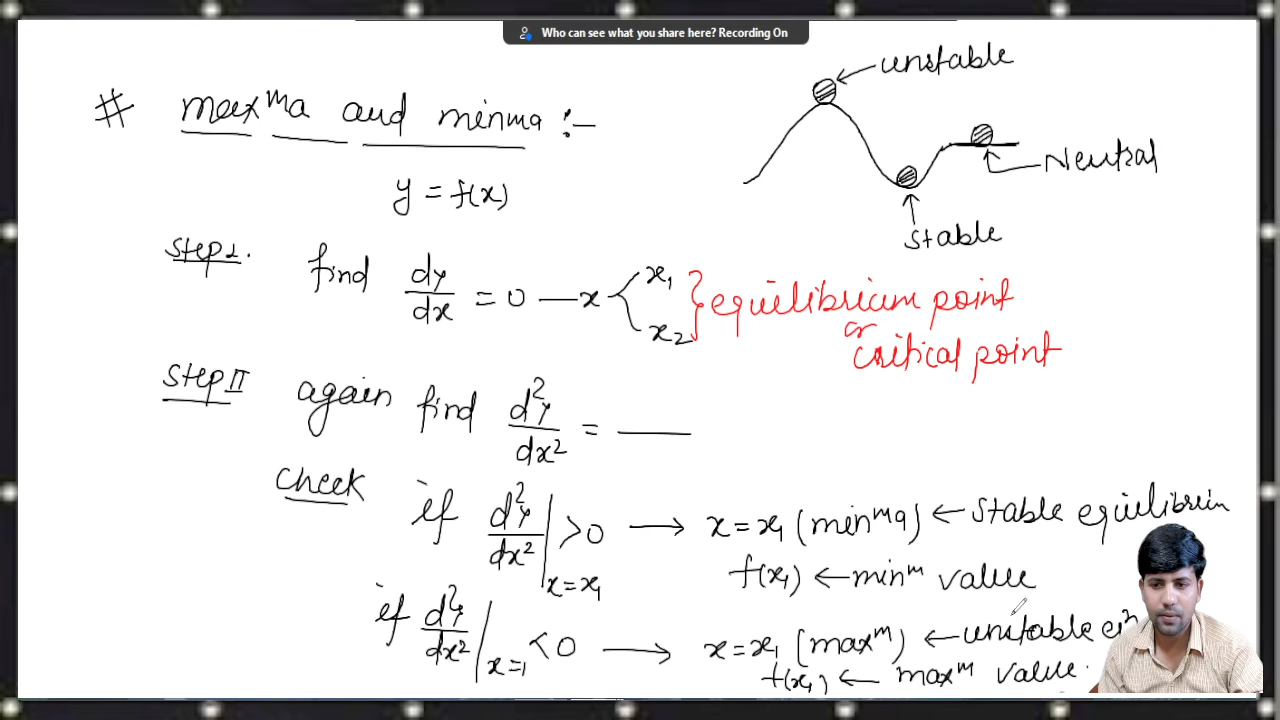 Who can see what you share here? Recording On
# maxᵐa and minma :-
y = f(x)
unstable
stable
Neutral
Step I. find dy/dx = 0 — x < x₁ x₂ } equilibrium point
or
critical point
Step II again find d²y/dx² = ___
Check if d²y/dx² |x=x₁ > 0 → x = x₁ (minᵐa) ← Stable equilibrium
f(x₁) ← minᵐ value
if d²y/dx² |x=₁ < 0 → x = x₁ (maxᵐ) ← unstable
f(x₁) ← maxᵐ value.